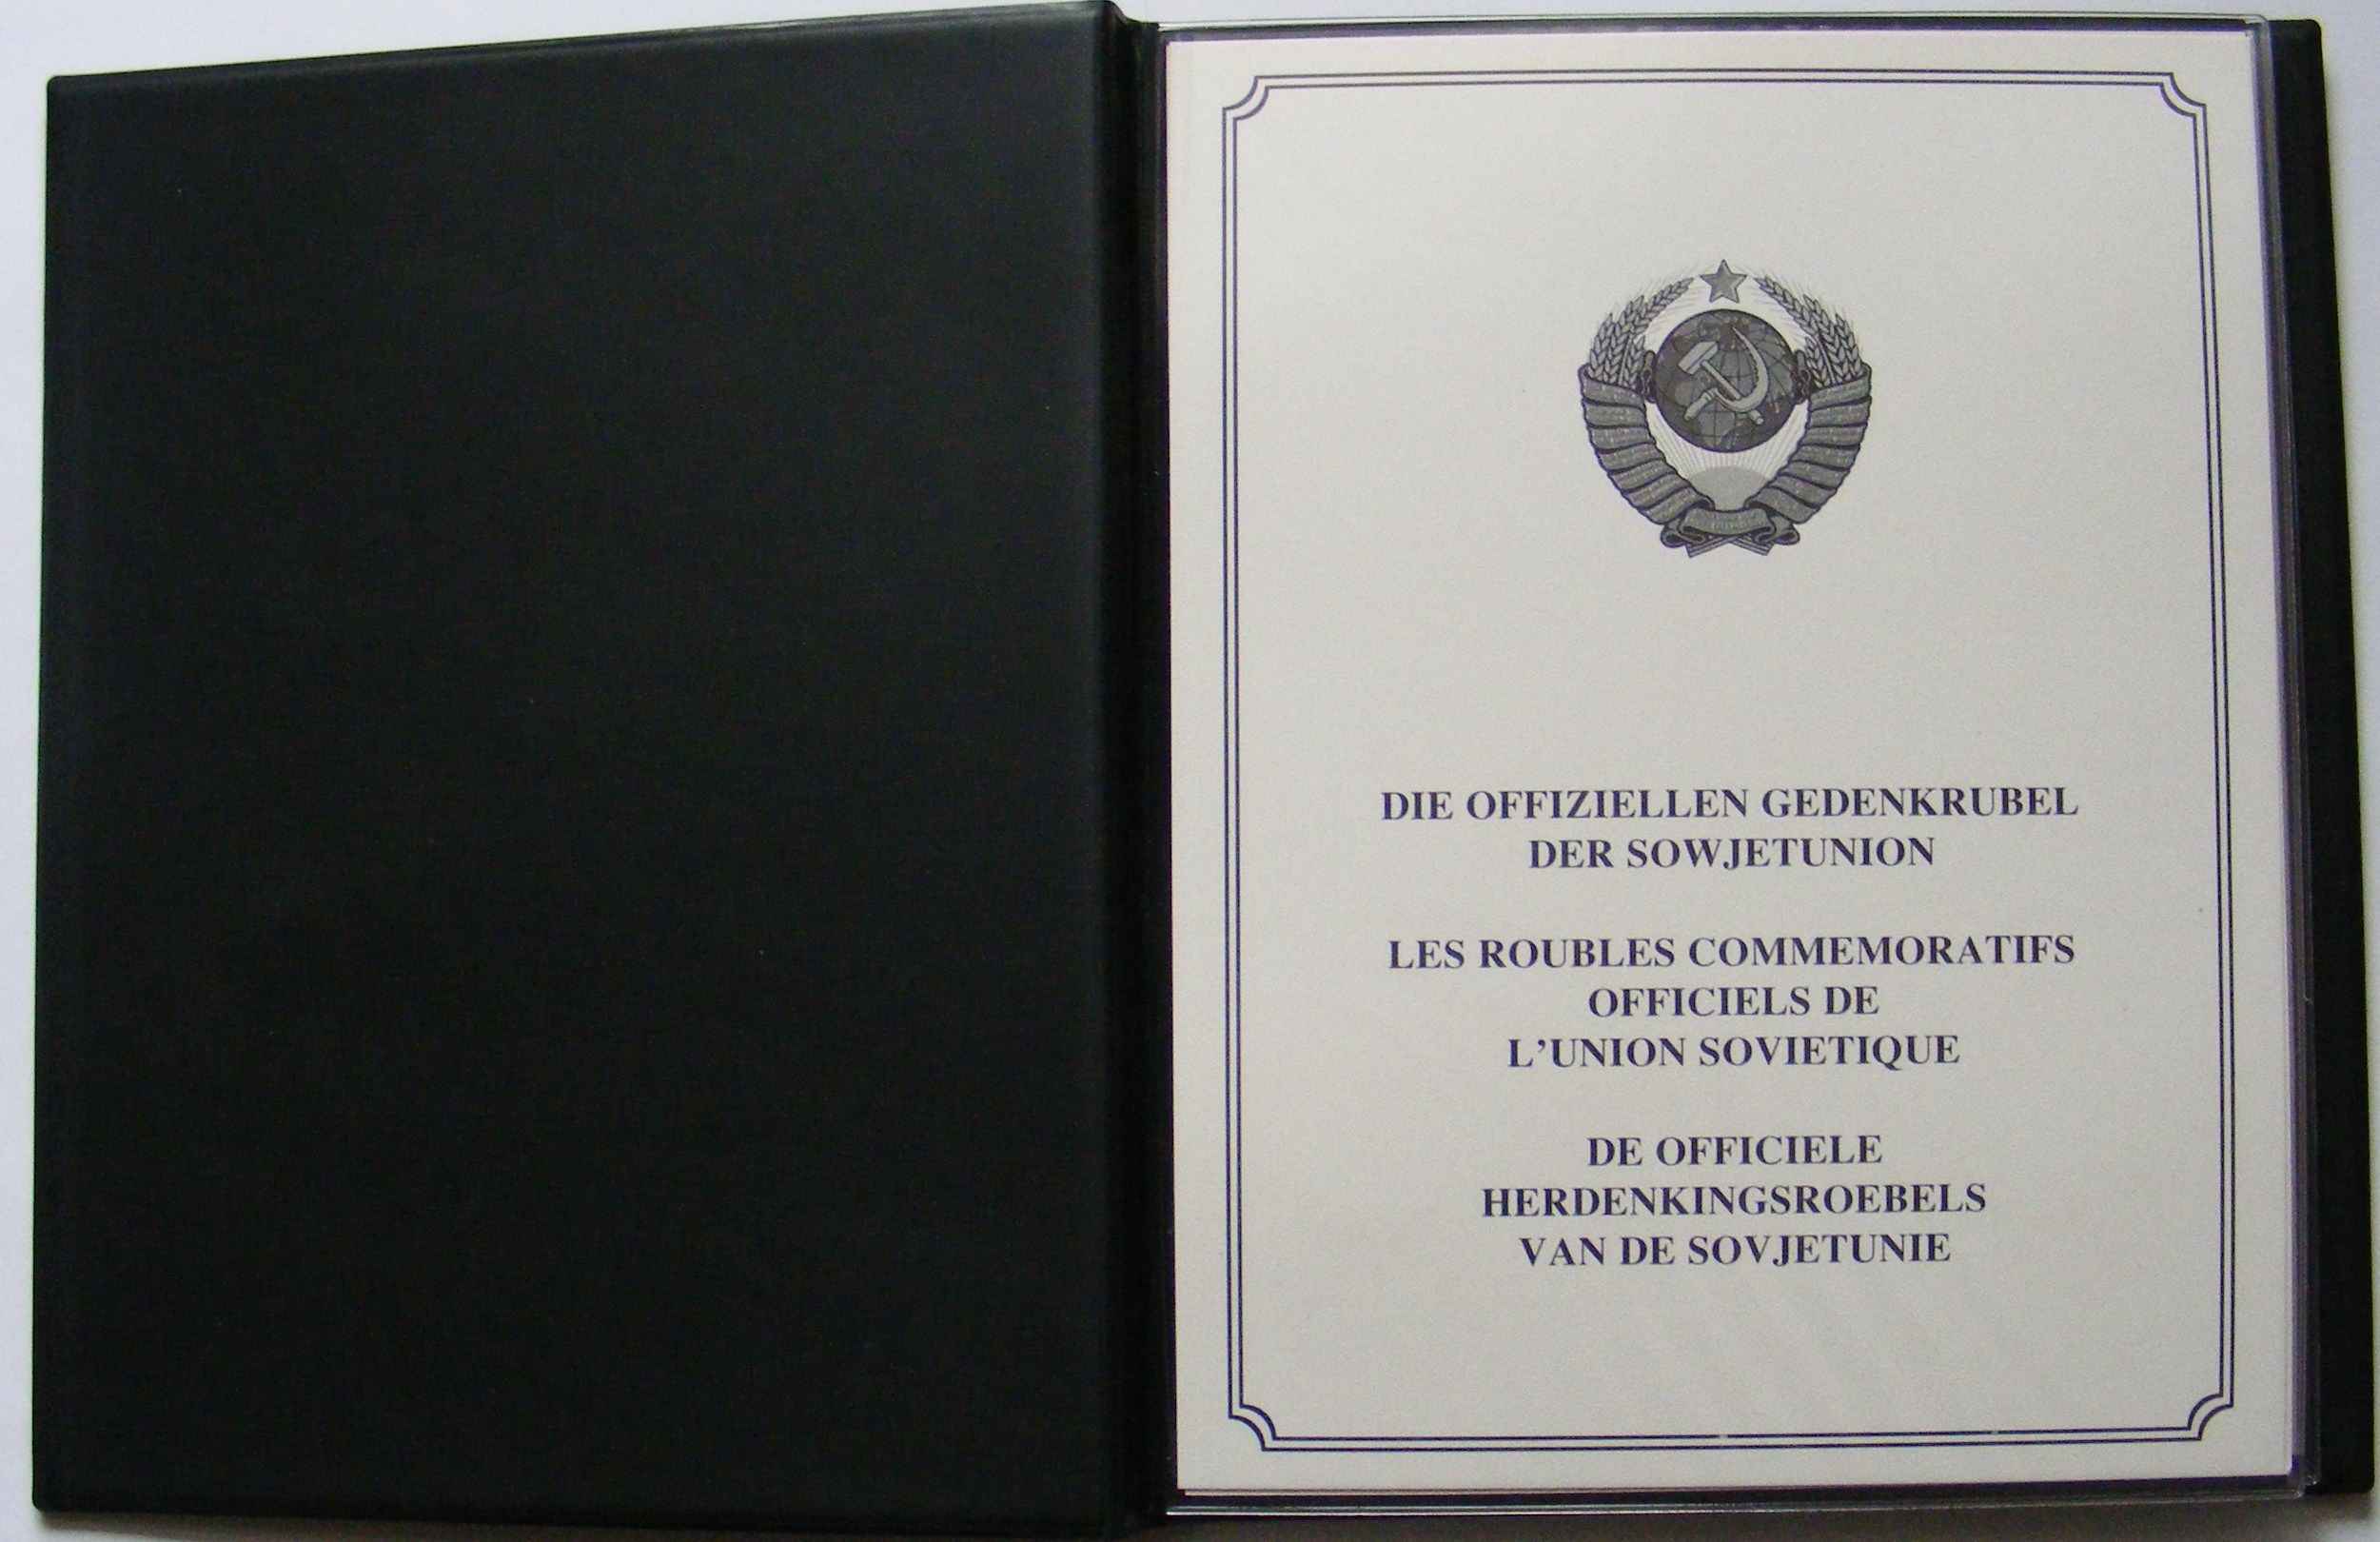 DIE OFFIZIELLEN GEDENKRUBEL
DER SOWJETUNION
LES ROUBLES COMMEMORATIFS
OFFICIELS DE
L'UNION SOVIETIQUE
DE OFFICIELE
HERDENKINGSROEBELS
VAN DE SOVJETUNIE